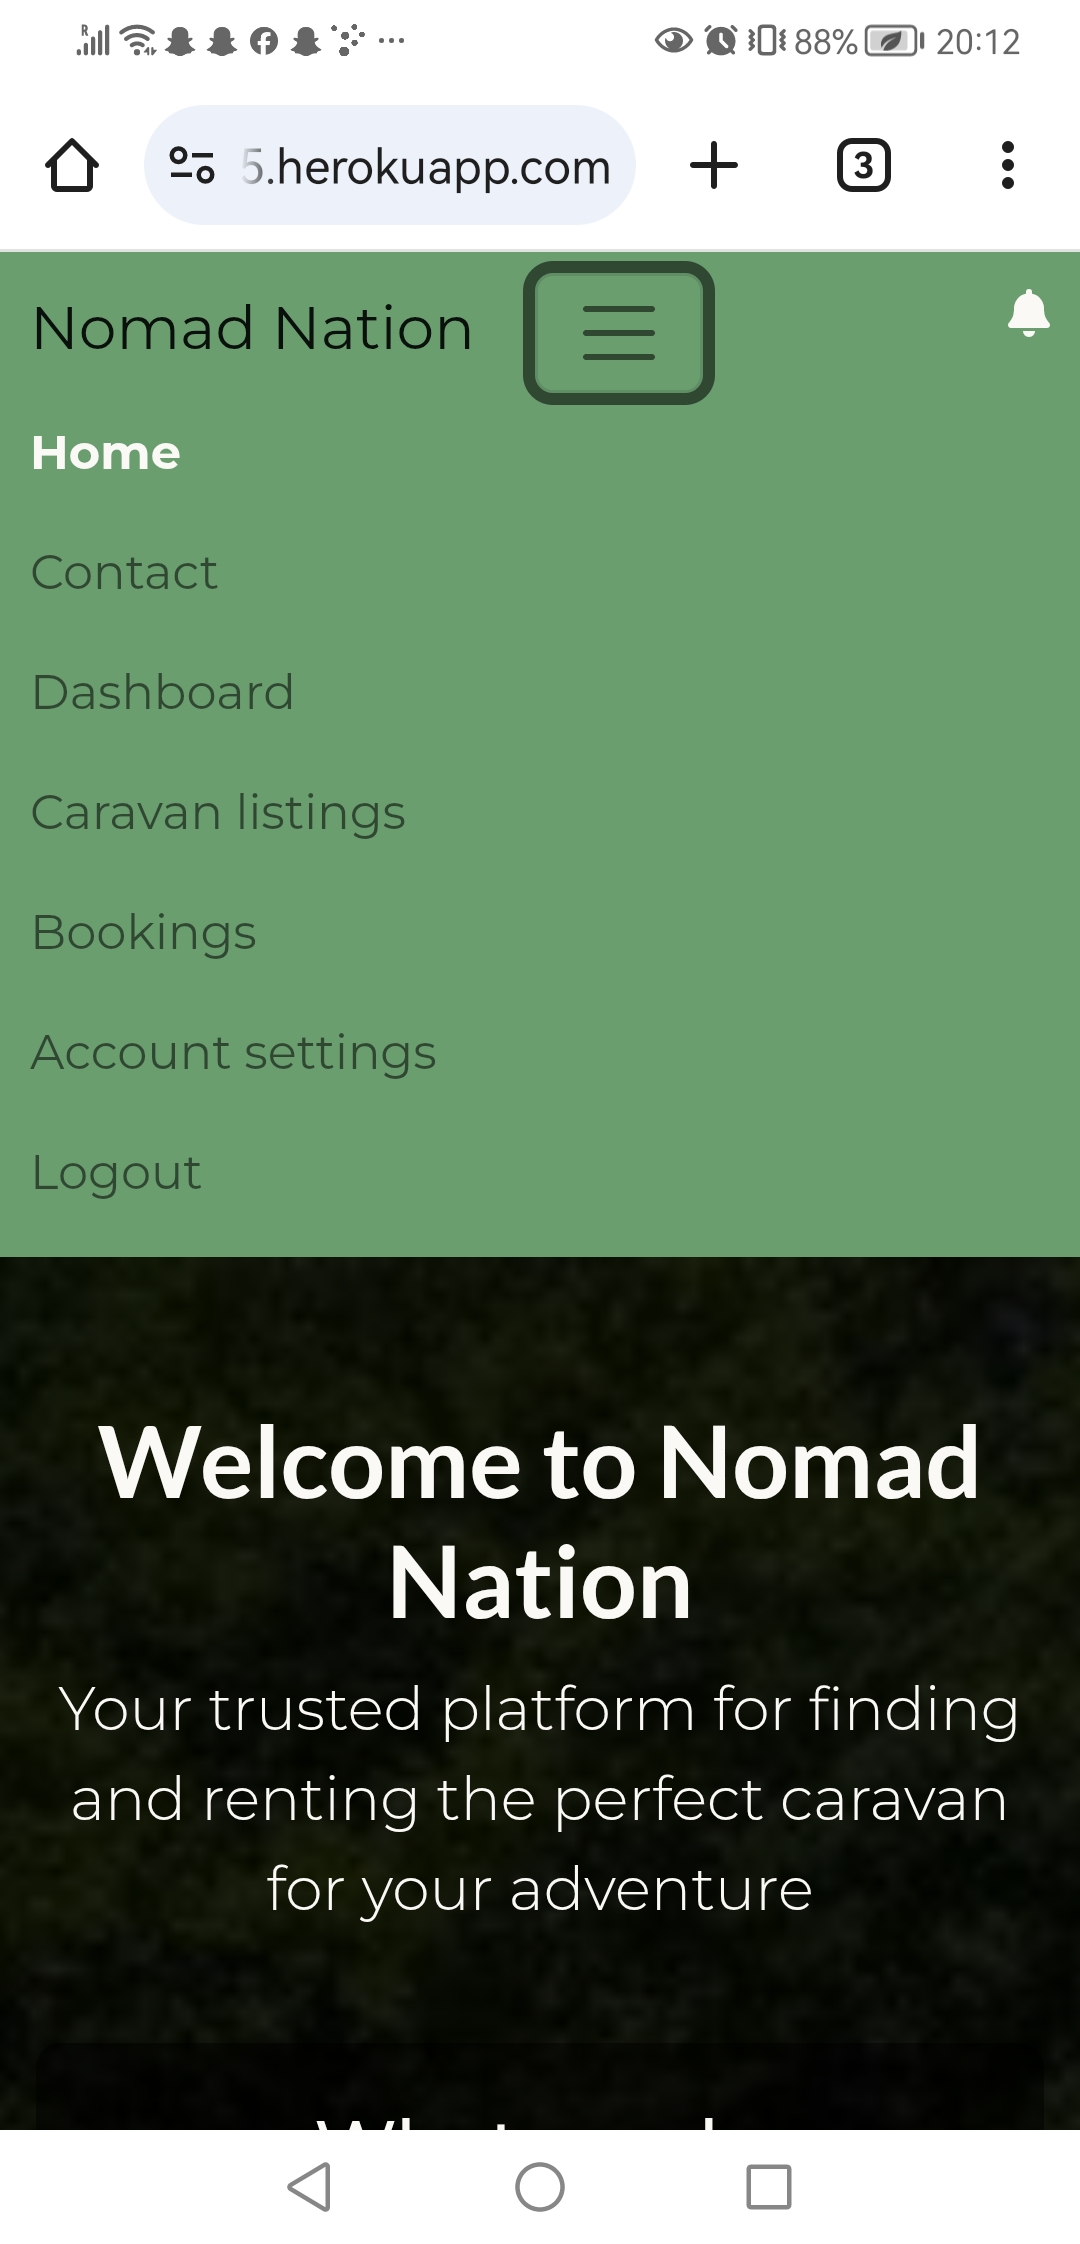 88% 20:12
5.herokuapp.com 3
Nomad Nation
Home
Contact
Dashboard
Caravan listings
Bookings
Account settings
Logout
Welcome to Nomad
Nation
Your trusted platform for finding
and renting the perfect caravan
for your adventure